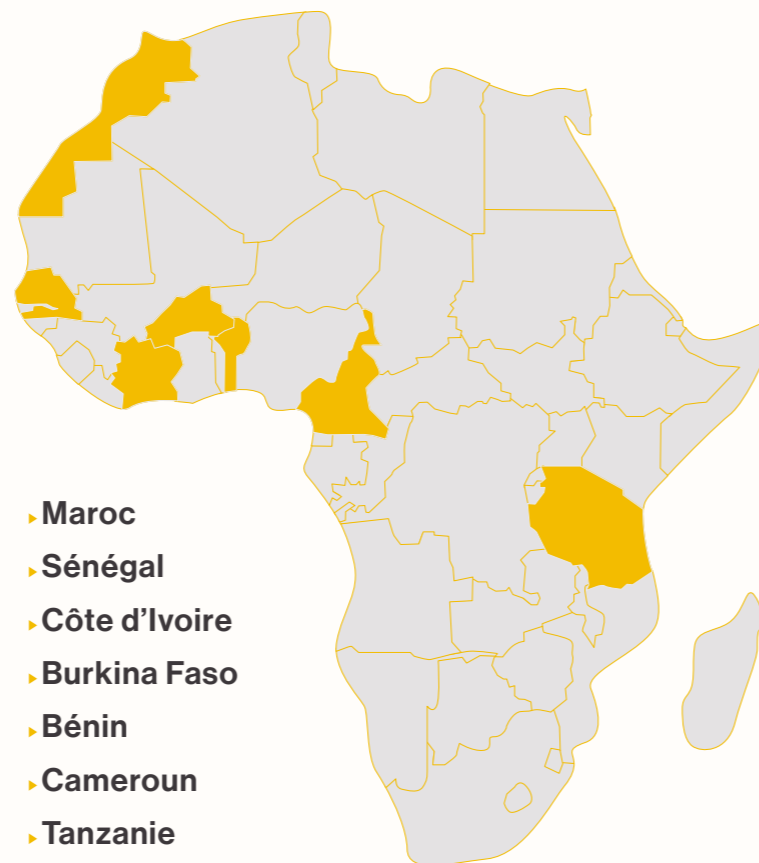 Maroc
Sénégal
Côte d’Ivoire
Burkina Faso
Bénin
Cameroun
Tanzanie